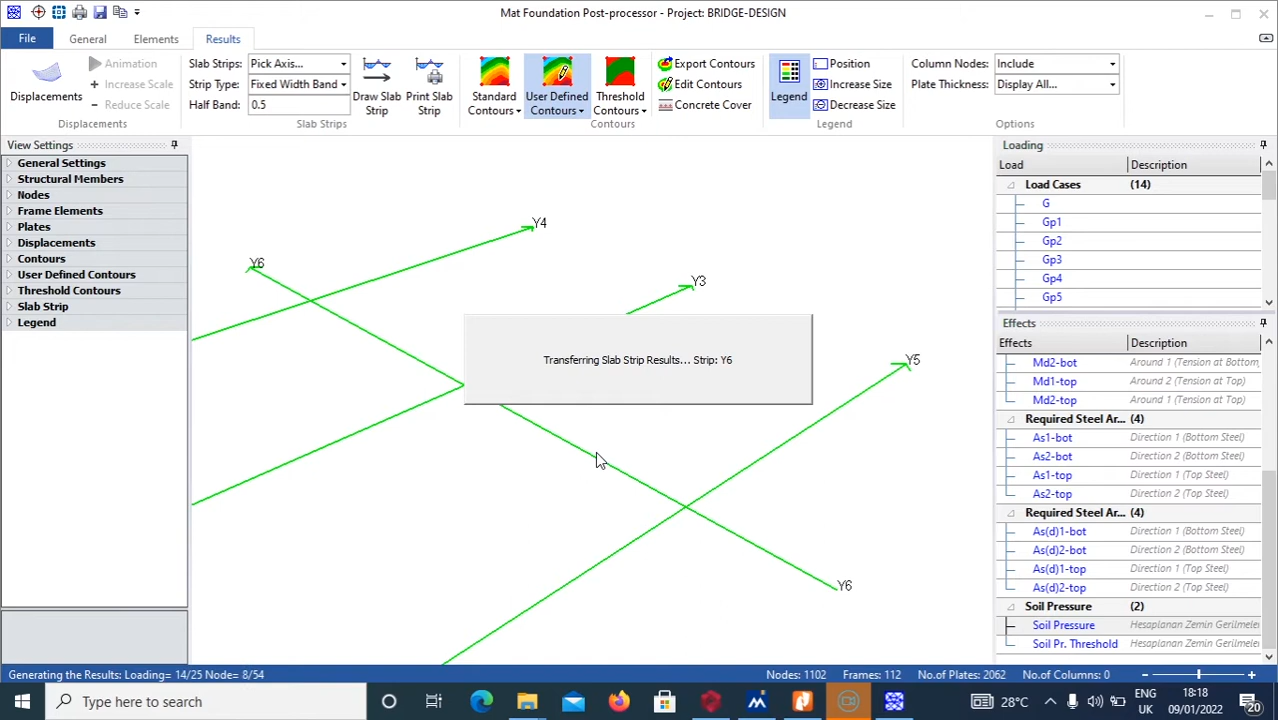 Mat Foundation Post-processor - Project: BRIDGE-DESIGN
File General Elements Results
Displacements
Animation
Increase Scale
Reduce Scale
Displacements
Slab Strips: Pick Axis...
Strip Type: Fixed Width Band
Half Band: 0.5
Draw Slab Strip
Print Slab Strip
Slab Strips
Standard Contours
User Defined Contours
Threshold Contours
Export Contours
Edit Contours
Concrete Cover
Contours
Legend
Position
Increase Size
Decrease Size
Legend
Column Nodes: Include
Plate Thickness: Display All...
Options
View Settings
General Settings
Structural Members
Nodes
Frame Elements
Plates
Displacements
Contours
User Defined Contours
Threshold Contours
Slab Strip
Legend
Y4
Y6
Y3
Y5
Y6
Transferring Slab Strip Results... Strip: Y6
Loading
Load Description
Load Cases (14)
G
Gp1
Gp2
Gp3
Gp4
Gp5
Effects
Effects Description
Md2-bot Around 1 (Tension at Bottom,
Md1-top Around 2 (Tension at Top)
Md2-top Around 1 (Tension at Top)
Required Steel Ar... (4)
As1-bot Direction 1 (Bottom Steel)
As2-bot Direction 2 (Bottom Steel)
As1-top Direction 1 (Top Steel)
As2-top Direction 2 (Top Steel)
Required Steel Ar... (4)
As(d)1-bot Direction 1 (Bottom Steel)
As(d)2-bot Direction 2 (Bottom Steel)
As(d)1-top Direction 1 (Top Steel)
As(d)2-top Direction 2 (Top Steel)
Soil Pressure (2)
Soil Pressure Hesaplanan Zemin Gerilmeler
Soil Pr. Threshold Hesaplanan Zemin Gerilmeler
Generating the Results: Loading= 14/25 Node= 8/54
Nodes: 1102 Frames: 112 No.of Plates: 2062 No.of Columns: 0
Type here to search
28°C
ENG
UK
18:18
09/01/2022
20